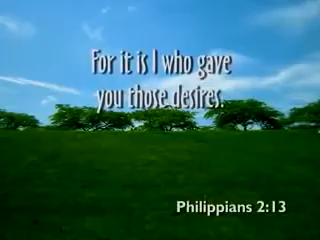 For it is I who gave
you those desires.
Philippians 2:13